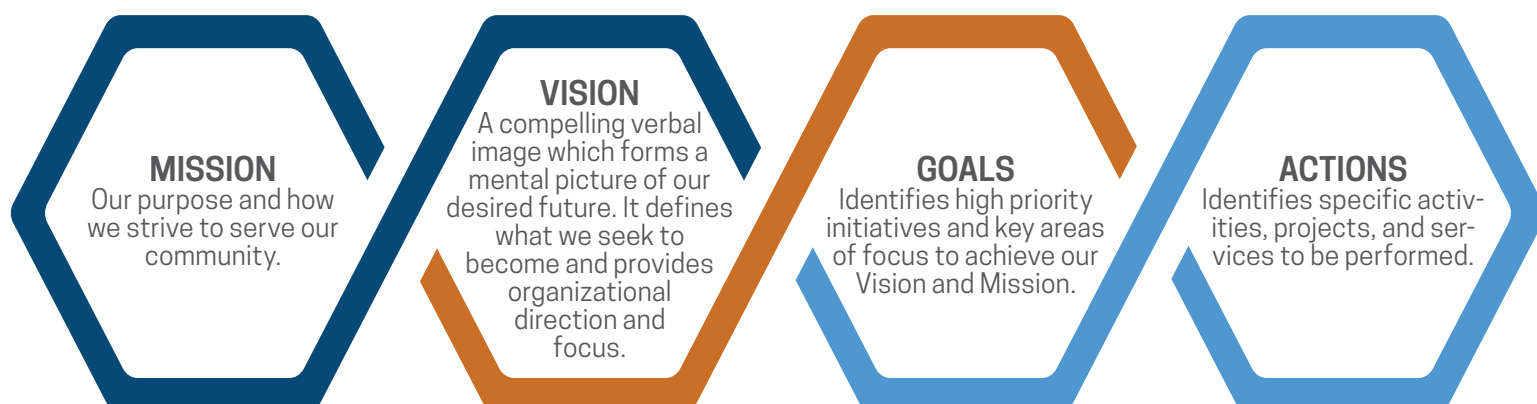 MISSION
Our purpose and how
we strive to serve our
community.
VISION
A compelling verbal
image which forms a
mental picture of our
desired future. It defines
what we seek to
become and provides
organizational
direction and
focus.
GOALS
Identifies high priority
initiatives and key areas
of focus to achieve our
Vision and Mission.
ACTIONS
Identifies specific activ-
ities, projects, and ser-
vices to be performed.